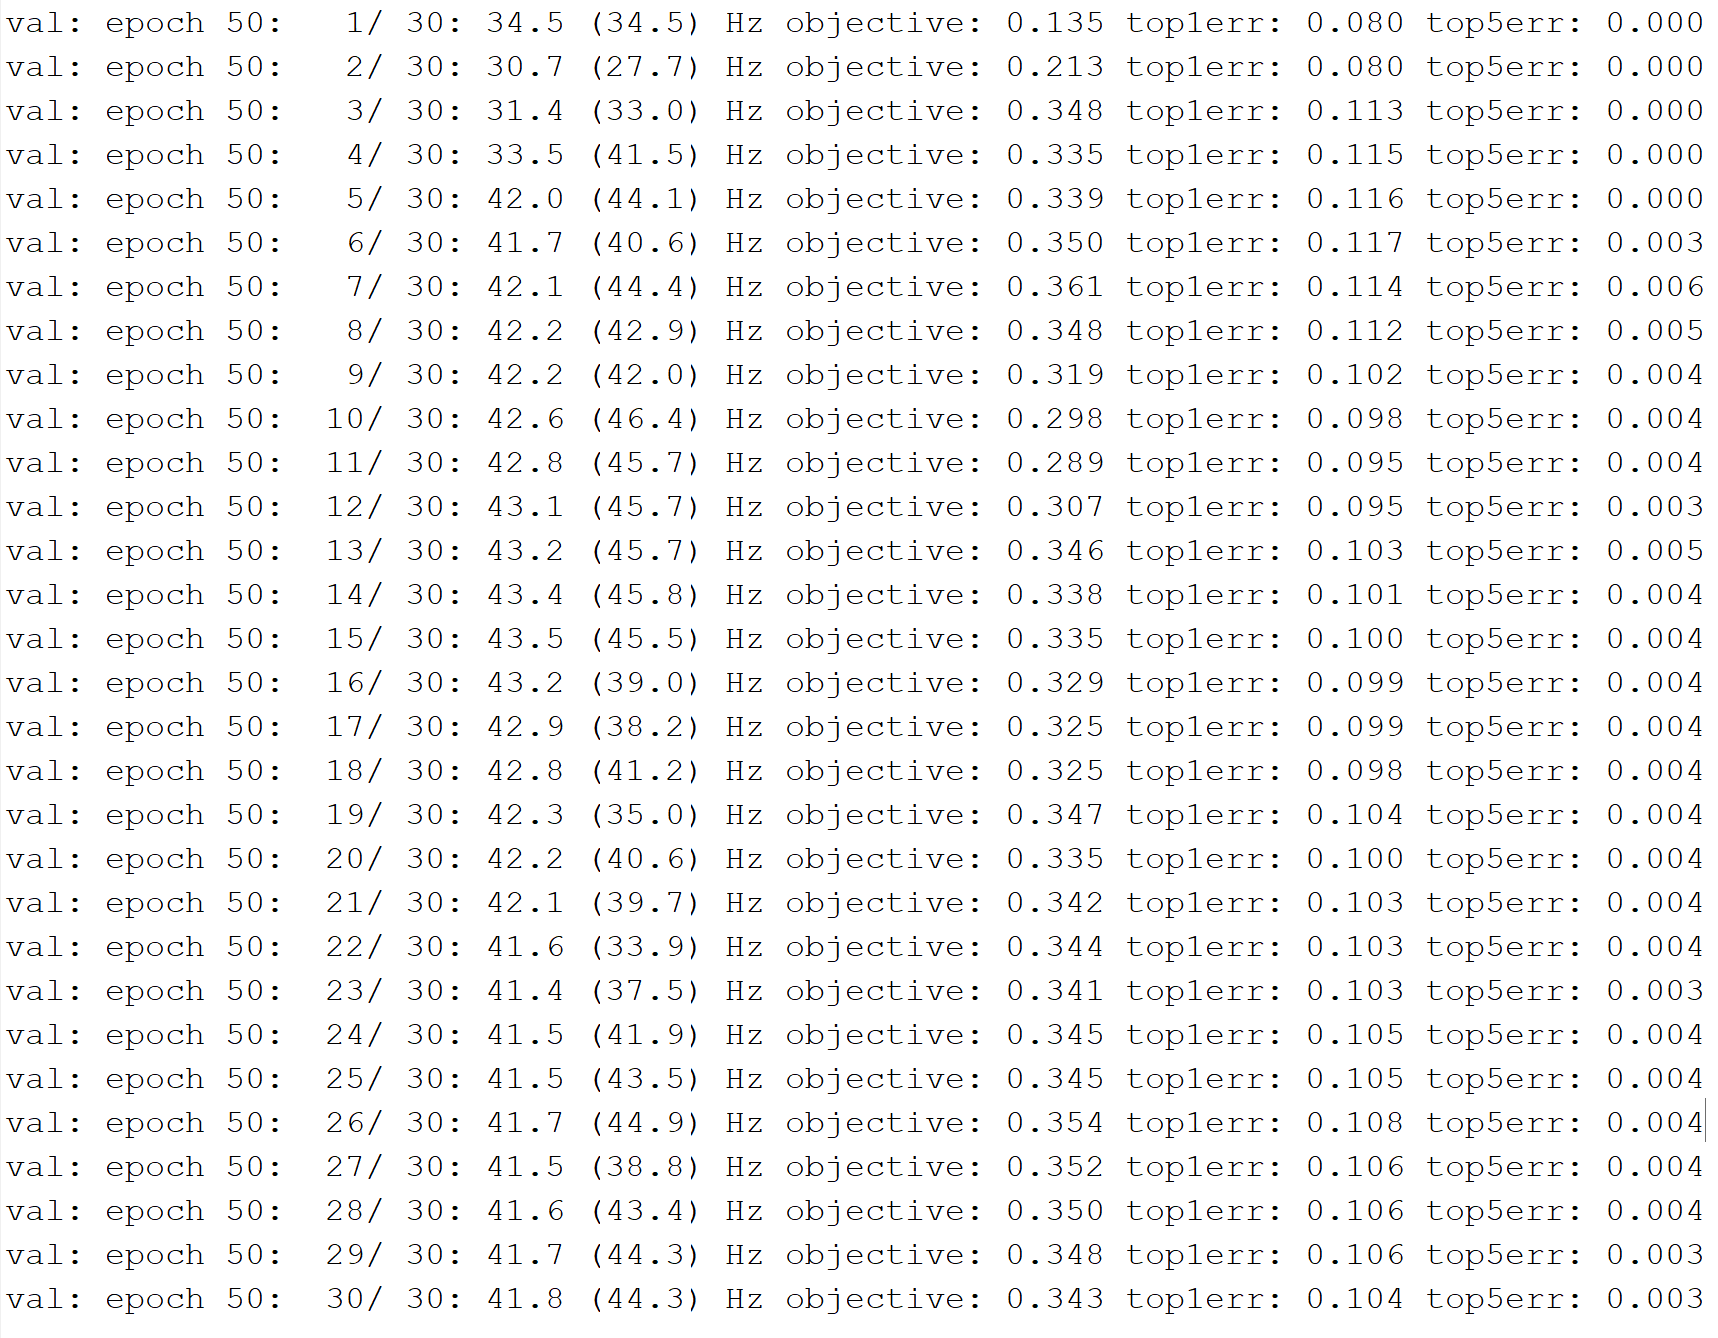 val: epoch 50:   1/ 30: 34.5 (34.5) Hz objective: 0.135 top1err: 0.080 top5err: 0.000
val: epoch 50:   2/ 30: 30.7 (27.7) Hz objective: 0.213 top1err: 0.080 top5err: 0.000
val: epoch 50:   3/ 30: 31.4 (33.0) Hz objective: 0.348 top1err: 0.113 top5err: 0.000
val: epoch 50:   4/ 30: 33.5 (41.5) Hz objective: 0.335 top1err: 0.115 top5err: 0.000
val: epoch 50:   5/ 30: 42.0 (44.1) Hz objective: 0.339 top1err: 0.116 top5err: 0.000
val: epoch 50:   6/ 30: 41.7 (40.6) Hz objective: 0.350 top1err: 0.117 top5err: 0.003
val: epoch 50:   7/ 30: 42.1 (44.4) Hz objective: 0.361 top1err: 0.114 top5err: 0.006
val: epoch 50:   8/ 30: 42.2 (42.9) Hz objective: 0.348 top1err: 0.112 top5err: 0.005
val: epoch 50:   9/ 30: 42.2 (42.0) Hz objective: 0.319 top1err: 0.102 top5err: 0.004
val: epoch 50:  10/ 30: 42.6 (46.4) Hz objective: 0.298 top1err: 0.098 top5err: 0.004
val: epoch 50:  11/ 30: 42.8 (45.7) Hz objective: 0.289 top1err: 0.095 top5err: 0.004
val: epoch 50:  12/ 30: 43.1 (45.7) Hz objective: 0.307 top1err: 0.095 top5err: 0.003
val: epoch 50:  13/ 30: 43.2 (45.7) Hz objective: 0.346 top1err: 0.103 top5err: 0.005
val: epoch 50:  14/ 30: 43.4 (45.8) Hz objective: 0.338 top1err: 0.101 top5err: 0.004
val: epoch 50:  15/ 30: 43.5 (45.5) Hz objective: 0.335 top1err: 0.100 top5err: 0.004
val: epoch 50:  16/ 30: 43.2 (39.0) Hz objective: 0.329 top1err: 0.099 top5err: 0.004
val: epoch 50:  17/ 30: 42.9 (38.2) Hz objective: 0.325 top1err: 0.099 top5err: 0.004
val: epoch 50:  18/ 30: 42.8 (41.2) Hz objective: 0.325 top1err: 0.098 top5err: 0.004
val: epoch 50:  19/ 30: 42.3 (35.0) Hz objective: 0.347 top1err: 0.104 top5err: 0.004
val: epoch 50:  20/ 30: 42.2 (40.6) Hz objective: 0.335 top1err: 0.100 top5err: 0.004
val: epoch 50:  21/ 30: 42.1 (39.7) Hz objective: 0.342 top1err: 0.103 top5err: 0.004
val: epoch 50:  22/ 30: 41.6 (33.9) Hz objective: 0.344 top1err: 0.103 top5err: 0.004
val: epoch 50:  23/ 30: 41.4 (37.5) Hz objective: 0.341 top1err: 0.103 top5err: 0.003
val: epoch 50:  24/ 30: 41.5 (41.9) Hz objective: 0.345 top1err: 0.105 top5err: 0.004
val: epoch 50:  25/ 30: 41.5 (43.5) Hz objective: 0.345 top1err: 0.105 top5err: 0.004
val: epoch 50:  26/ 30: 41.7 (44.9) Hz objective: 0.354 top1err: 0.108 top5err: 0.004
val: epoch 50:  27/ 30: 41.5 (38.8) Hz objective: 0.352 top1err: 0.106 top5err: 0.004
val: epoch 50:  28/ 30: 41.6 (43.4) Hz objective: 0.350 top1err: 0.106 top5err: 0.004
val: epoch 50:  29/ 30: 41.7 (44.3) Hz objective: 0.348 top1err: 0.106 top5err: 0.003
val: epoch 50:  30/ 30: 41.8 (44.3) Hz objective: 0.343 top1err: 0.104 top5err: 0.003